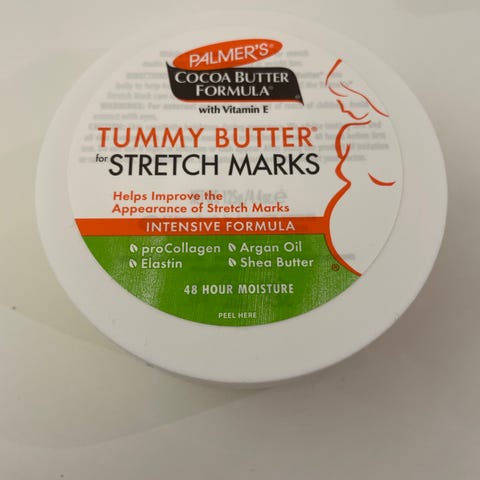 PALMER'S®
COCOA BUTTER
FORMULA®
with Vitamin E
TUMMY BUTTER®
for STRETCH MARKS
Helps Improve the
Appearance of Stretch Marks
INTENSIVE FORMULA
proCollagen Argan Oil
Elastin Shea Butter
48 HOUR MOISTURE
PEEL HERE